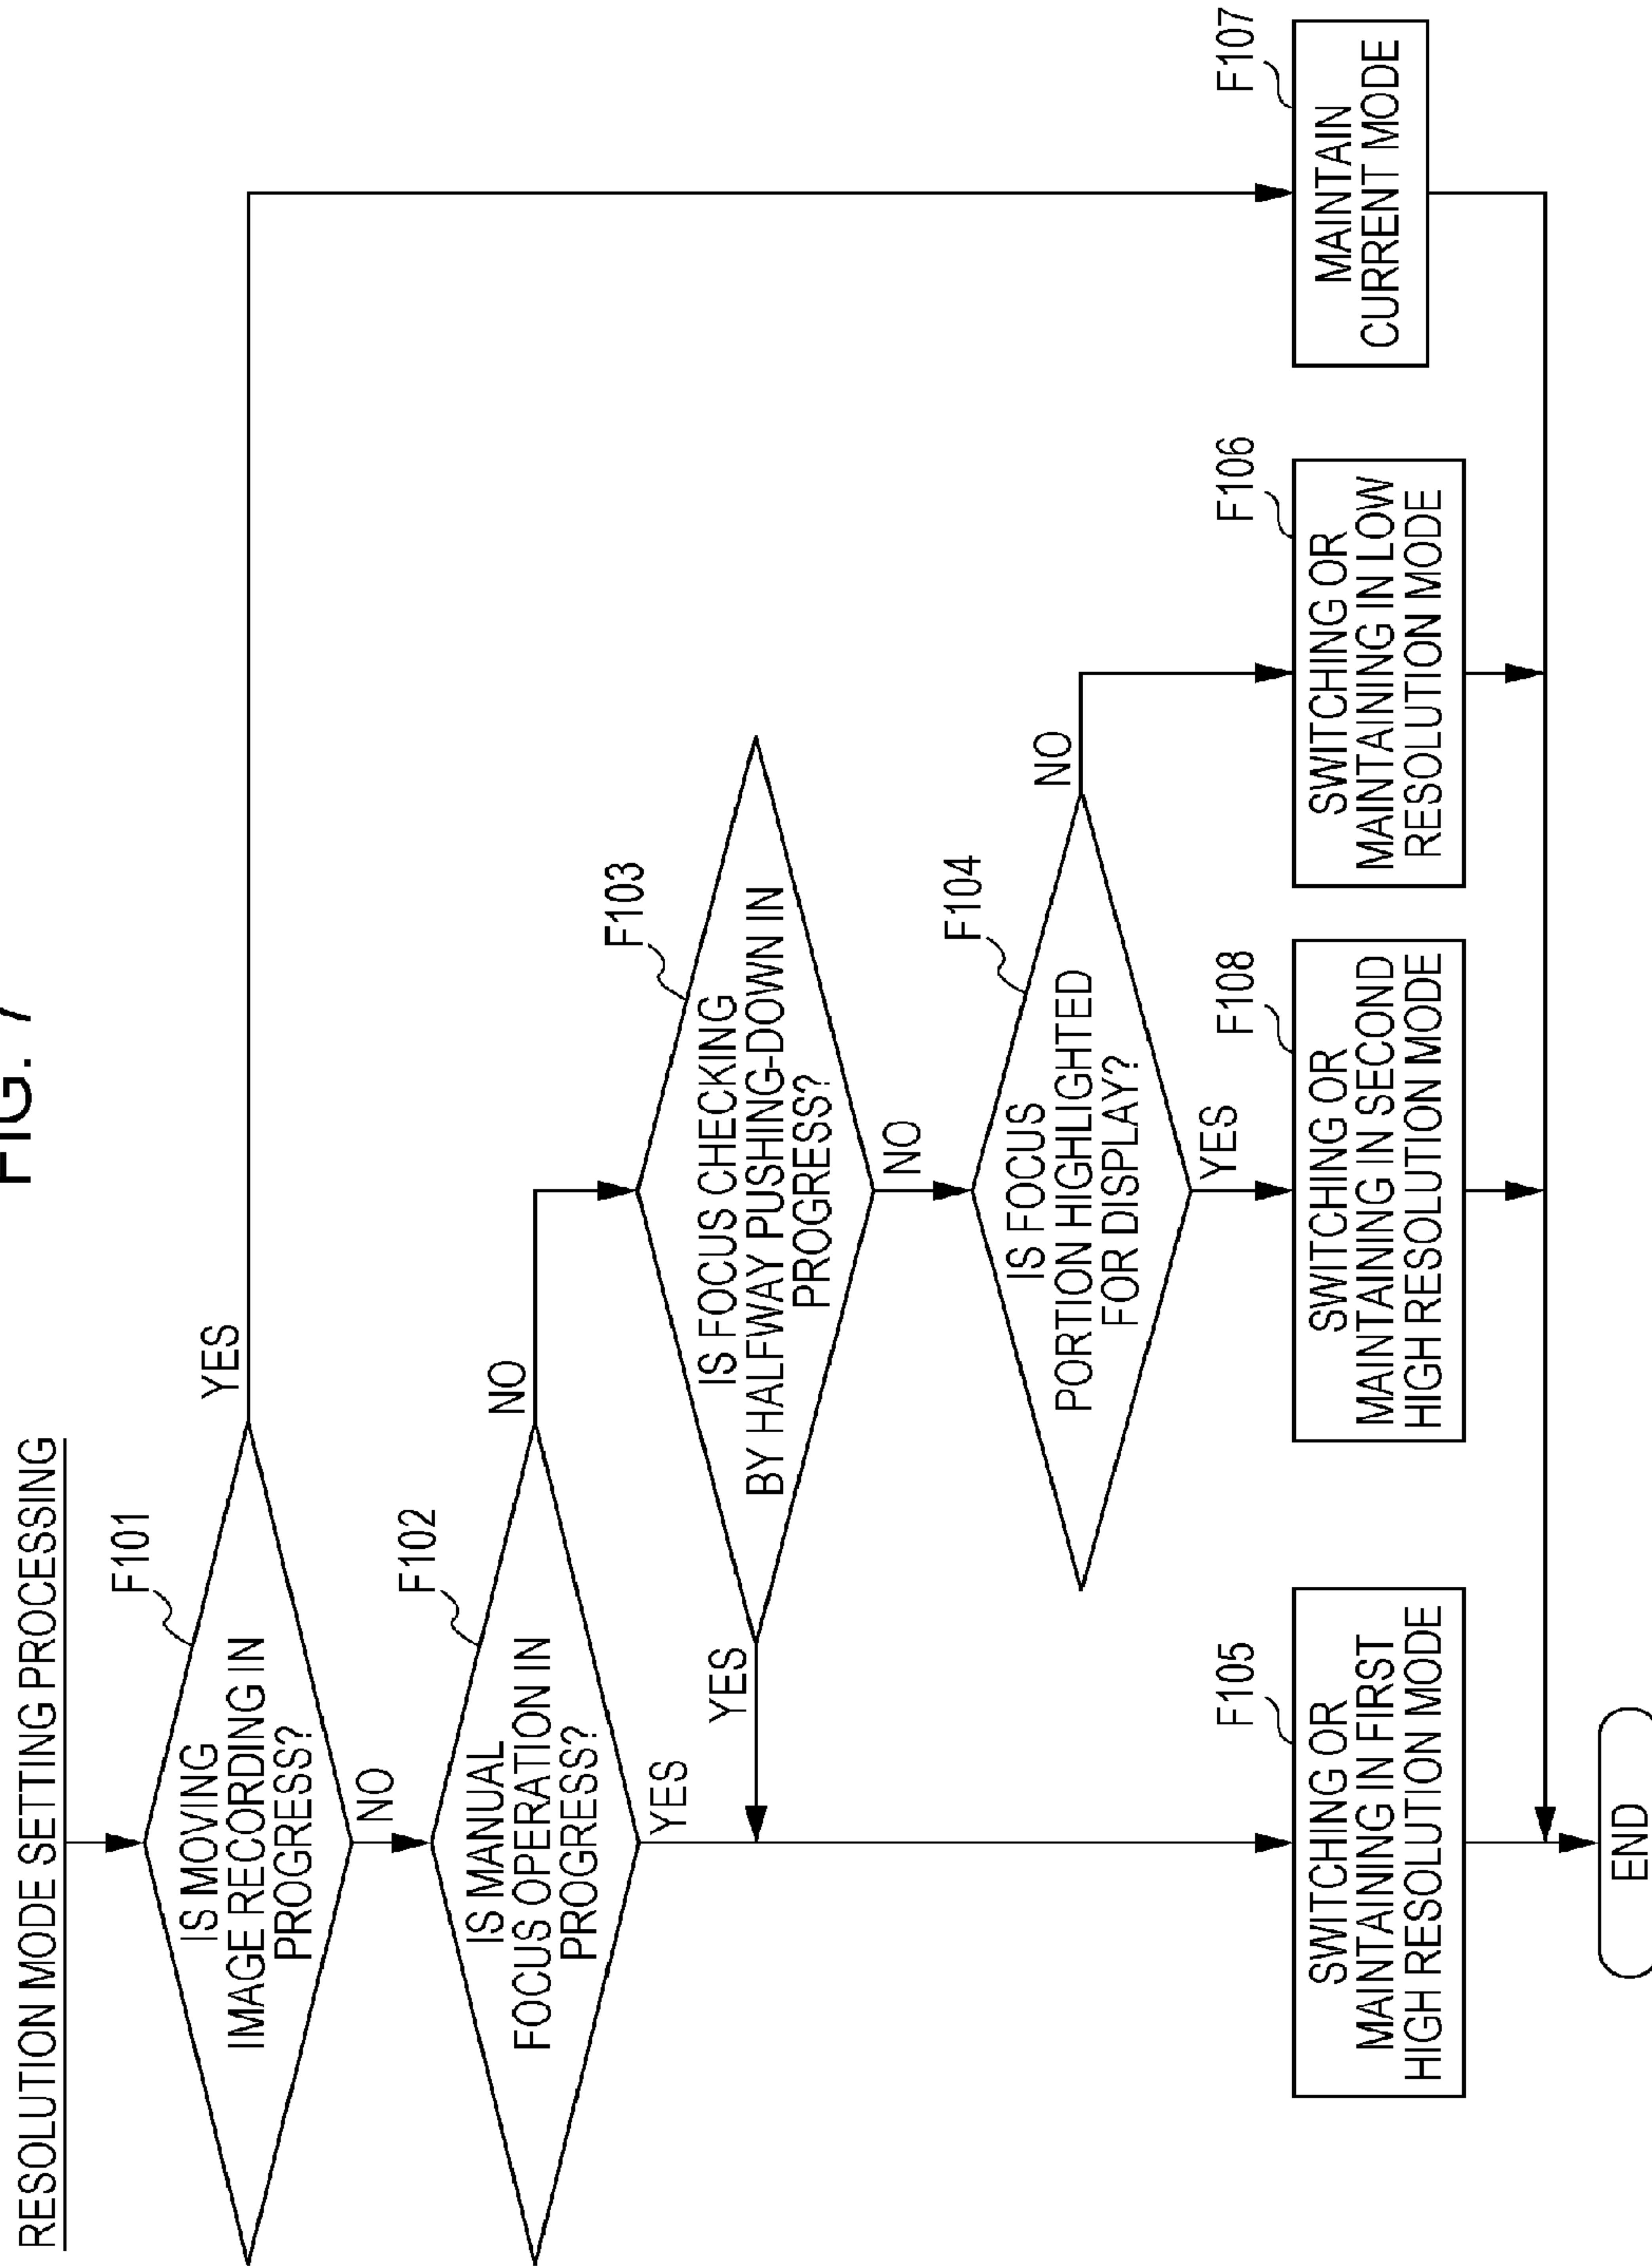 FIG. 7
RESOLUTION MODE SETTING PROCESSING
F101
IS MOVING
IMAGE RECORDING IN
PROGRESS?
YES
NO
F102
IS MANUAL
FOCUS OPERATION IN
PROGRESS?
NO
YES
F103
IS FOCUS CHECKING
BY HALFWAY PUSHING-DOWN IN
PROGRESS?
YES
NO
F104
IS FOCUS
PORTION HIGHLIGHTED
FOR DISPLAY?
NO
YES
F105
SWITCHING OR
MAINTAINING IN FIRST
HIGH RESOLUTION MODE
F108
SWITCHING OR
MAINTAINING IN SECOND
HIGH RESOLUTION MODE
F106
SWITCHING OR
MAINTAINING IN LOW
RESOLUTION MODE
F107
MAINTAIN
CURRENT MODE
END